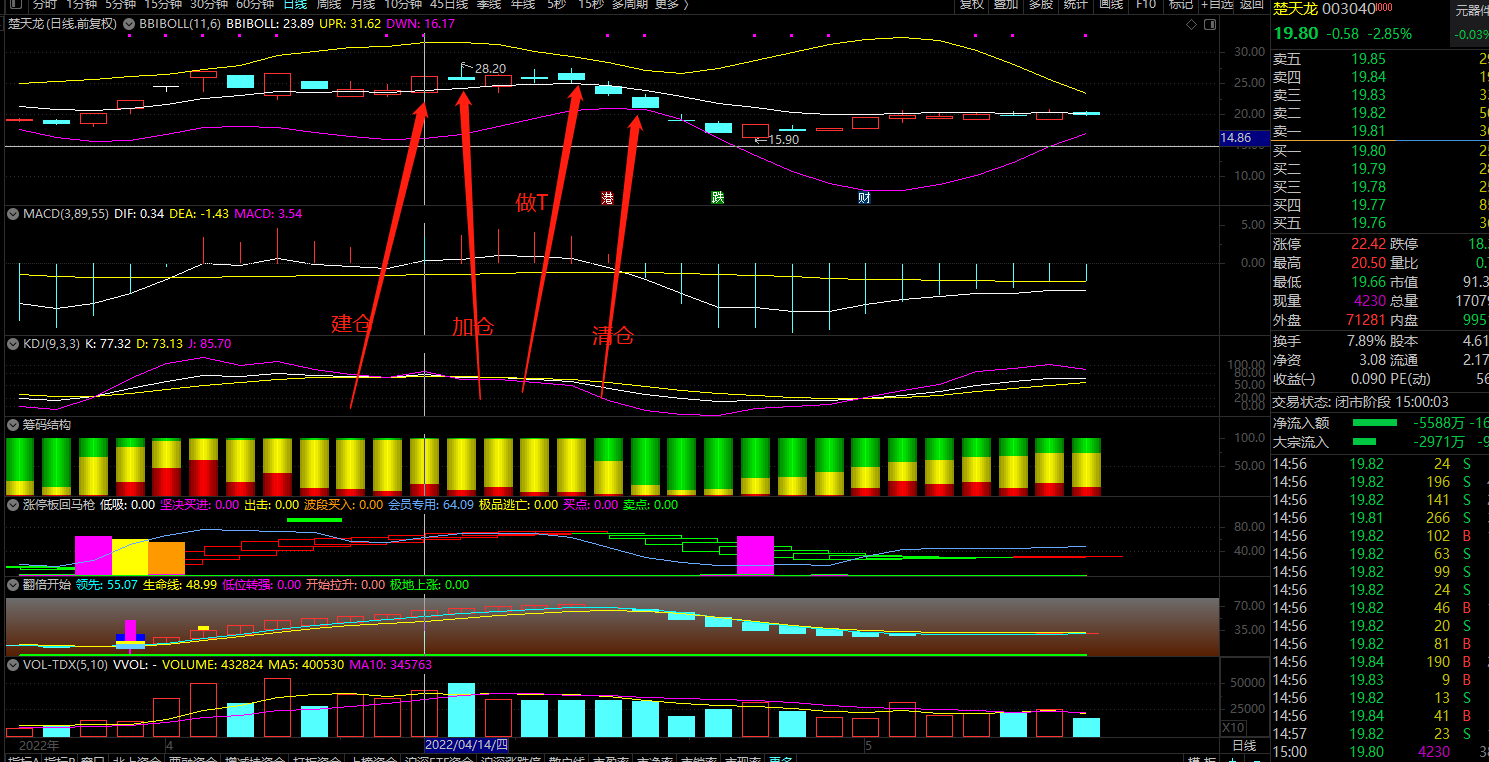 分时 1分钟 5分钟 15分钟 30分钟 60分钟 日线 周线 月线 10分钟 45日线 季线 年线 5秒 15秒 多周期 更多 〉 复权 叠加 多股 统计 画线 F10 标记 +自选 返回
楚天龙(日线.前复权) BBIBOLL(11,6) BBIBOLL: 23.89 UPR: 31.62 DWN: 16.17
30.00
28.20
25.00
20.00
15.90
14.86
10.00
港 跌 财
做T
MACD(3,89,55) DIF: 0.34 DEA: -1.43 MACD: 3.54
5.00
0.00
建仓 加仓 清仓
KDJ(9,3,3) K: 77.32 D: 73.13 J: 85.70
100.00
50.00
20.00
0.00
筹码结构
100.0
50.00
涨停板回马枪 低吸: 0.00 坚决买进: 0.00 出击: 0.00 波段买入: 0.00 会员专用: 64.09 极品逃亡: 0.00 买点: 0.00 卖点: 0.00
80.00
40.00
翻倍开始 领先: 55.07 生命线: 48.99 低位转强: 0.00 开始拉升: 0.00 极地上涨: 0.00
70.00
35.00
VOL-TDX(5,10) VVOL: - VOLUME: 432824 MA5: 400530 MA10: 345763
50000
25000
X10
2022年 4 2022/04/14/四 5 日线
楚天龙 003040 元器件
19.80 -0.58 -2.85% -0.03%
卖五 19.85
卖四 19.84
卖三 19.83
卖二 19.82
卖一 19.81
买一 19.80
买二 19.79
买三 19.78
买四 19.77
买五 19.76
涨停 22.42 跌停 18.
最高 20.50 量比 0.
最低 19.66 市值 91.3
现量 4230 总量 1707
外盘 71281 内盘 995
换手 7.89% 股本 4.61
净资 3.08 流通 2.17
收益㈠ 0.090 PE(动) 56
交易状态: 闭市阶段 15:00:03
净流入额 -5588万 -16
大宗流入 -2971万
14:56 19.82 24 S
14:56 19.82 196 S
14:56 19.82 141 S
14:56 19.81 266 S
14:56 19.82 102 B
14:56 19.82 63 S
14:56 19.82 99 S
14:56 19.82 24 S
14:56 19.82 46 B
14:56 19.82 20 S
14:56 19.82 81 B
14:56 19.84 190 B
14:56 19.83 9 B
14:56 19.82 13 S
14:56 19.84 41 B
14:57 19.82 23 S
15:00 19.80 4230